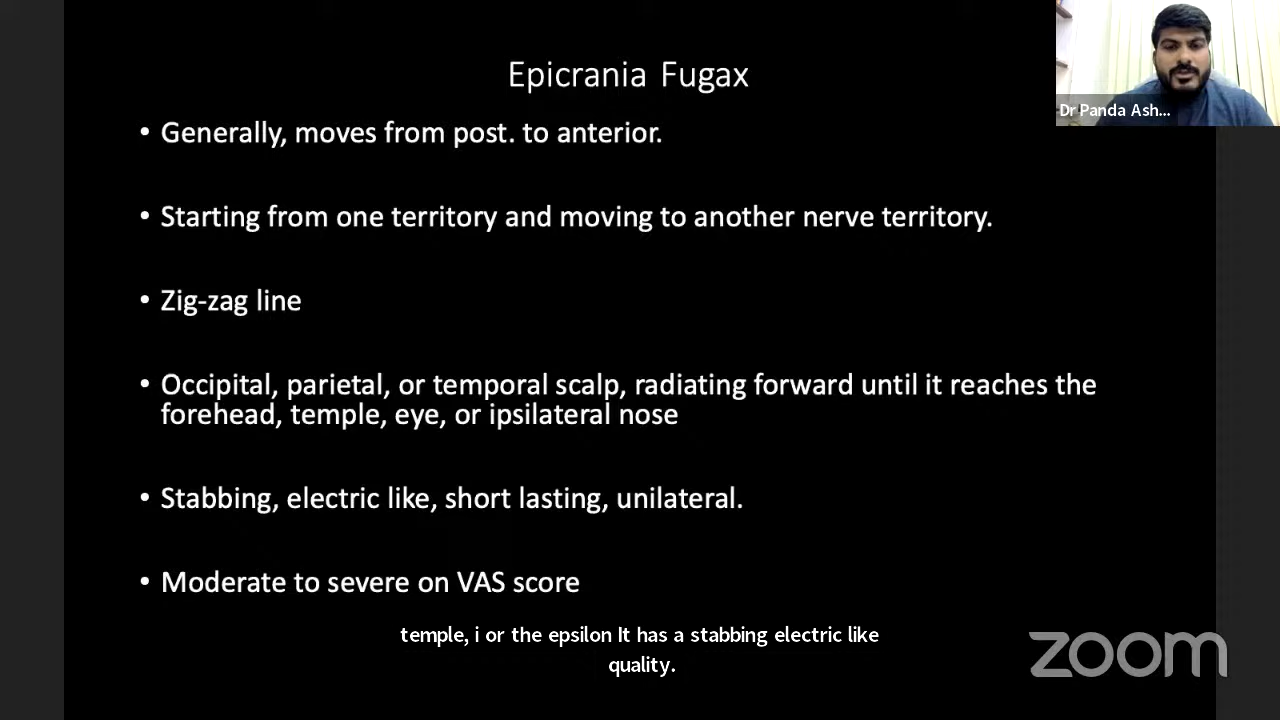 Epicrania Fugax
Dr Panda Ash...
• Generally, moves from post. to anterior.
• Starting from one territory and moving to another nerve territory.
• Zig-zag line
• Occipital, parietal, or temporal scalp, radiating forward until it reaches the
forehead, temple, eye, or ipsilateral nose
• Stabbing, electric like, short lasting, unilateral.
• Moderate to severe on VAS score
temple, i or the epsilon It has a stabbing electric like
quality.
zoom